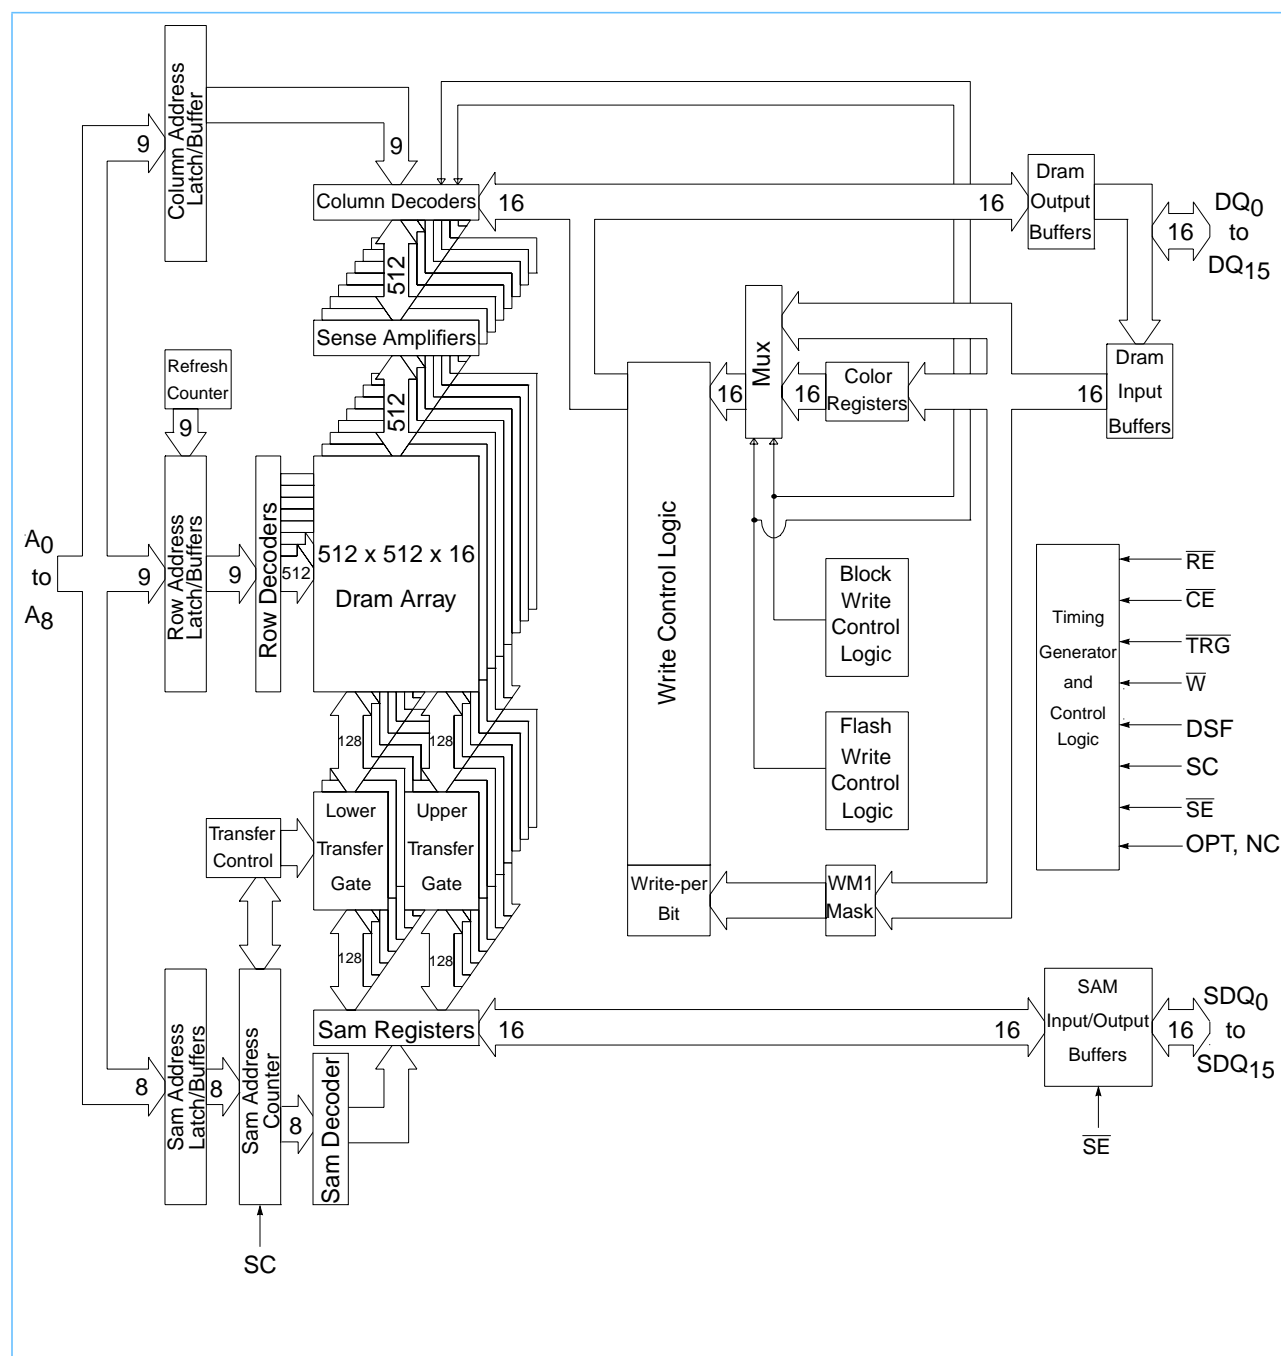 Column Address
Latch/Buffer
9
9
Column Decoders
16
16
Dram
Output
Buffers
16
DQ0
to
DQ15
512
Sense Amplifiers
512
Refresh
Counter
9
Mux
16
16
Color
Registers
16
Dram
Input
Buffers
A0
to
A8
9
Row Address
Latch/Buffers
9
Row Decoders
512
512 x 512 x 16
Dram Array
Write Control Logic
Block
Write
Control
Logic
Flash
Write
Control
Logic
Timing
Generator
and
Control
Logic
RE
CE
TRG
W
DSF
SC
SE
OPT, NC
128
128
Transfer
Control
Lower
Transfer
Gate
Upper
Transfer
Gate
Write-per
Bit
WM1
Mask
128
128
Sam Registers
16
16
SAM
Input/Output
Buffers
16
SDQ0
to
SDQ15
SE
8
Sam Address
Latch/Buffers
8
Sam Address
Counter
8
Sam Decoder
SC